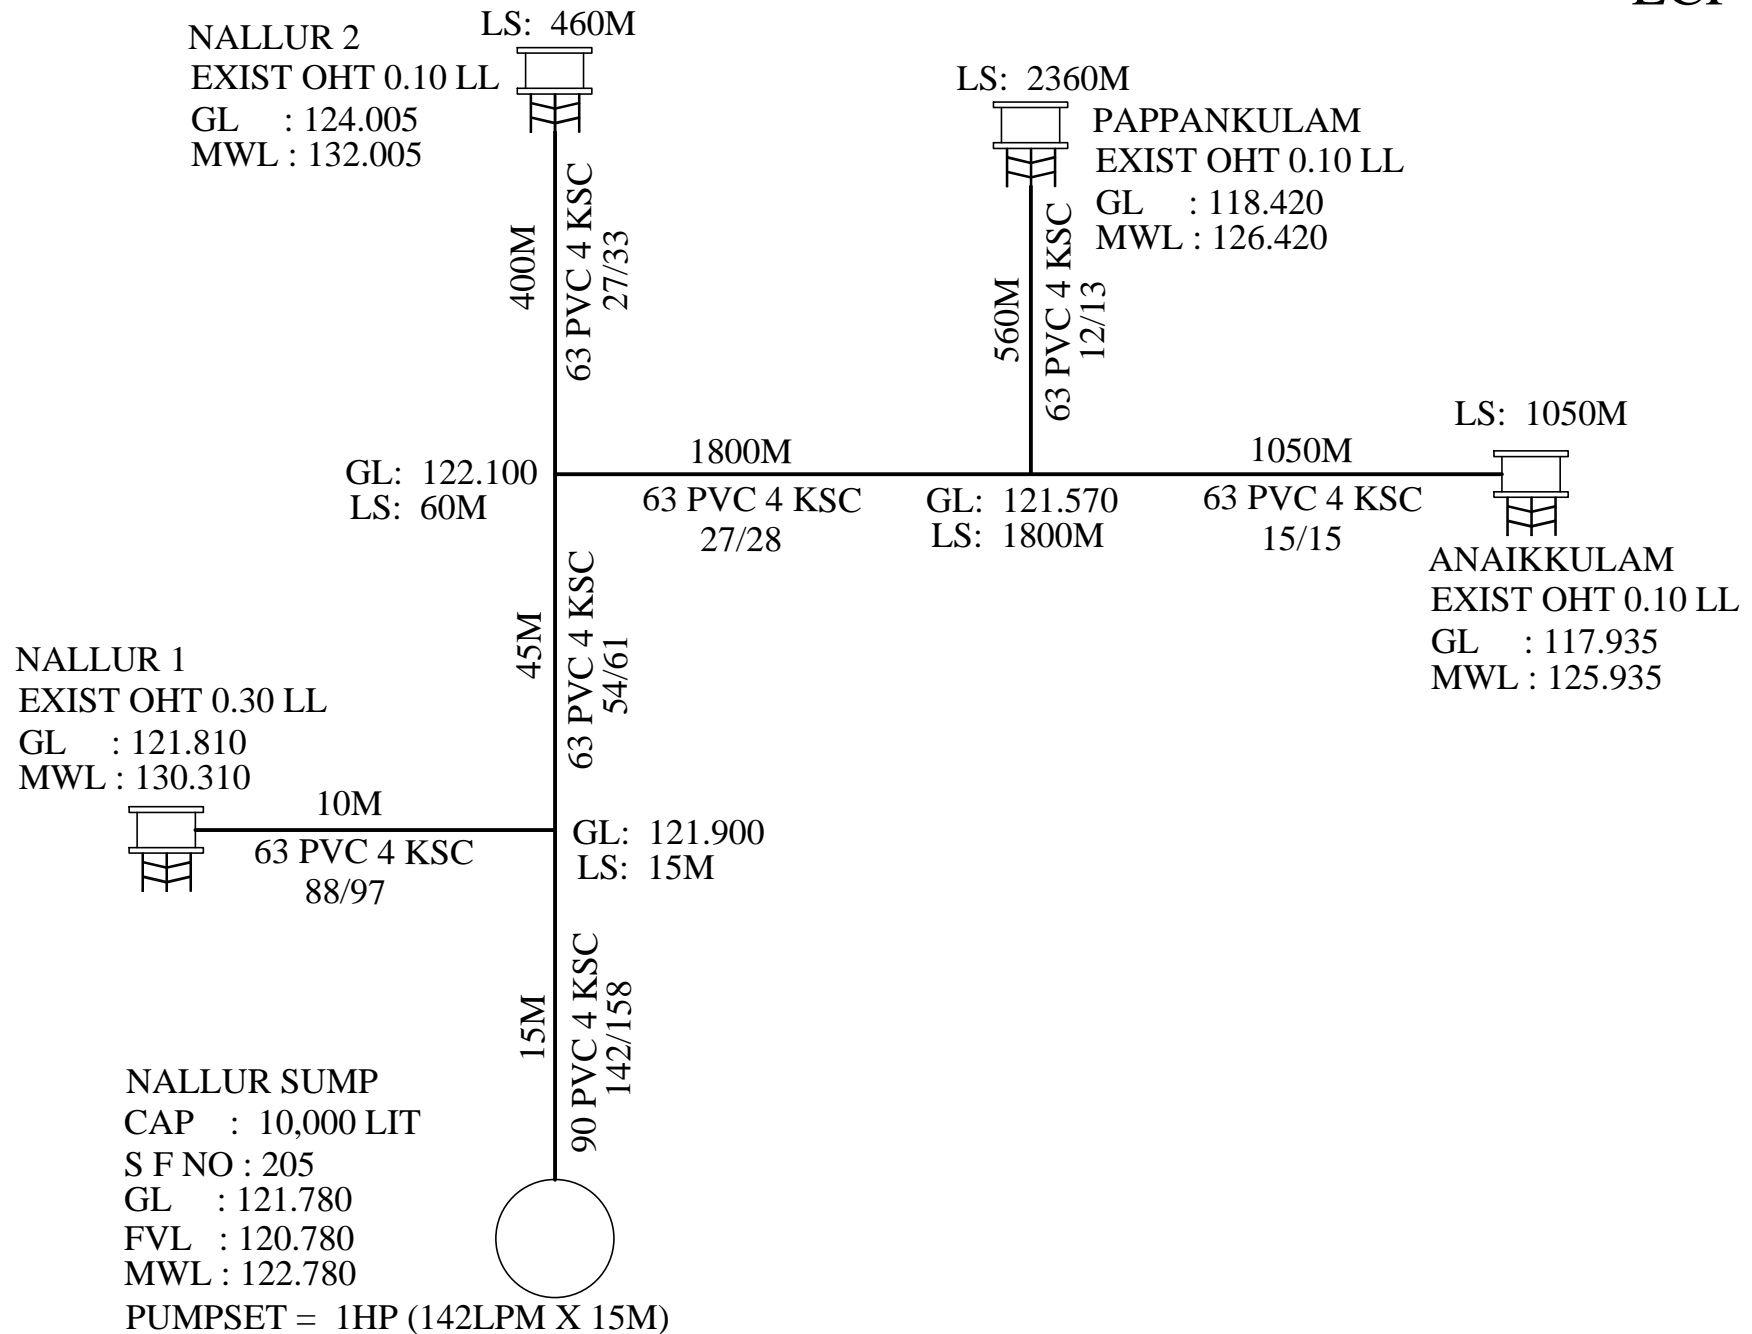 LS: 460M
NALLUR 2
EXIST OHT 0.10 LL
GL : 124.005
MWL : 132.005
400M
63 PVC 4 KSC
27/33
LS: 2360M
PAPPANKULAM
EXIST OHT 0.10 LL
GL : 118.420
MWL : 126.420
560M
63 PVC 4 KSC
12/13
GL: 122.100
LS: 60M
1800M
63 PVC 4 KSC
27/28
GL: 121.570
LS: 1800M
1050M
63 PVC 4 KSC
15/15
LS: 1050M
ANAIKKULAM
EXIST OHT 0.10 LL
GL : 117.935
MWL : 125.935
45M
63 PVC 4 KSC
54/61
NALLUR 1
EXIST OHT 0.30 LL
GL : 121.810
MWL : 130.310
10M
63 PVC 4 KSC
88/97
GL: 121.900
LS: 15M
15M
90 PVC 4 KSC
142/158
NALLUR SUMP
CAP : 10,000 LIT
S F NO : 205
GL : 121.780
FVL : 120.780
MWL : 122.780
PUMPSET = 1HP (142LPM X 15M)